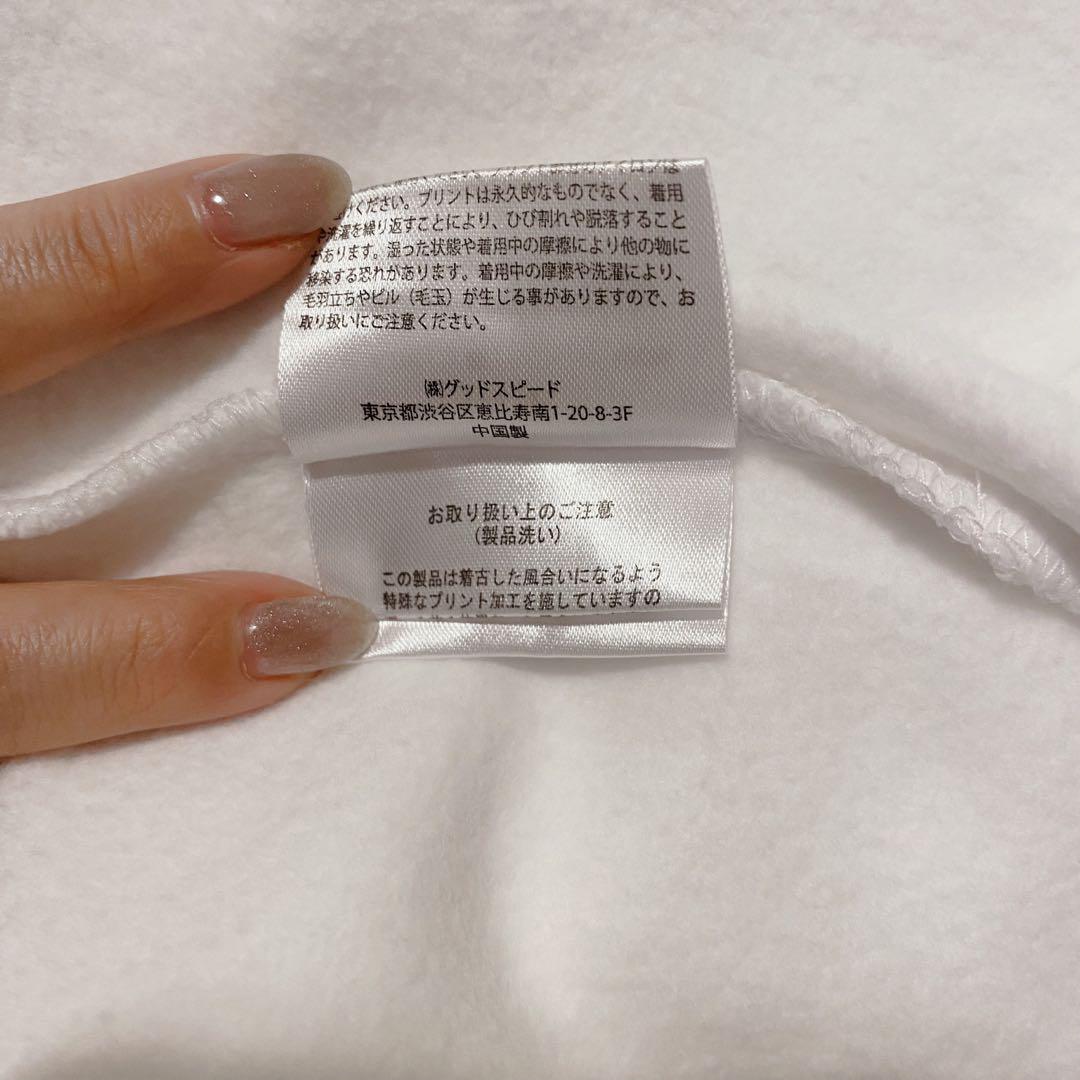 ください。プリントは永久的なものでなく、着用
や洗濯を繰り返すことにより、ひび割れや脱落すること
があります。湿った状態や着用中の摩擦により他の物に
移染する恐れがあります。着用中の摩擦や洗濯により、
毛羽立ちやピル（毛玉）が生じる事がありますので、お
取り扱いにご注意ください。
㈱グッドスピード
東京都渋谷区恵比寿南1-20-8-3F
中国製
お取り扱い上のご注意
（製品洗い）
この製品は着古した風合いになるよう
特殊なプリント加工を施していますの